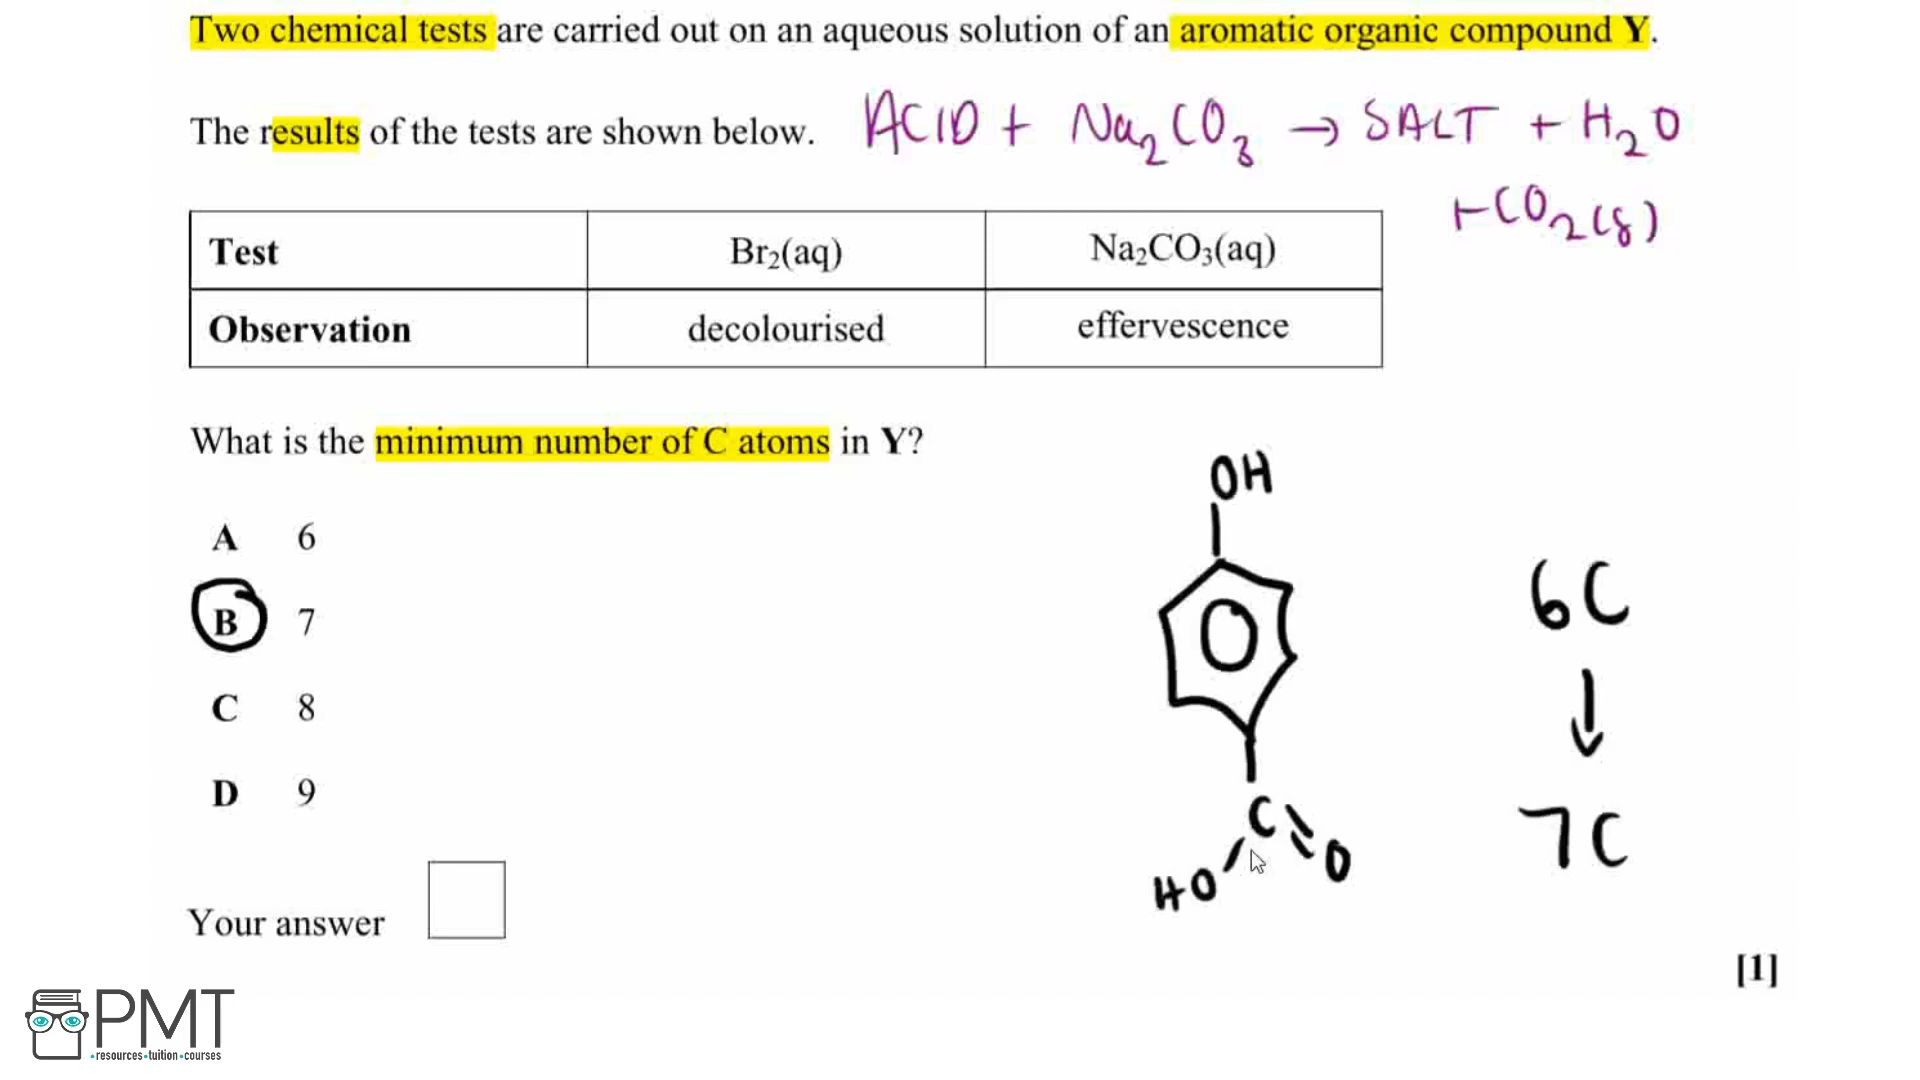 Two chemical tests are carried out on an aqueous solution of an aromatic organic compound Y.
The results of the tests are shown below.
ACID + Na₂CO₃ → SALT + H₂O
+ CO₂(g)
Test Br₂(aq) Na₂CO₃(aq)
Observation decolourised effervescence
What is the minimum number of C atoms in Y?
OH
A 6
B 7
C 8
D 9
6C
↓
7C
C
HO O
Your answer
[1]
PMT
•resources•tuition•courses